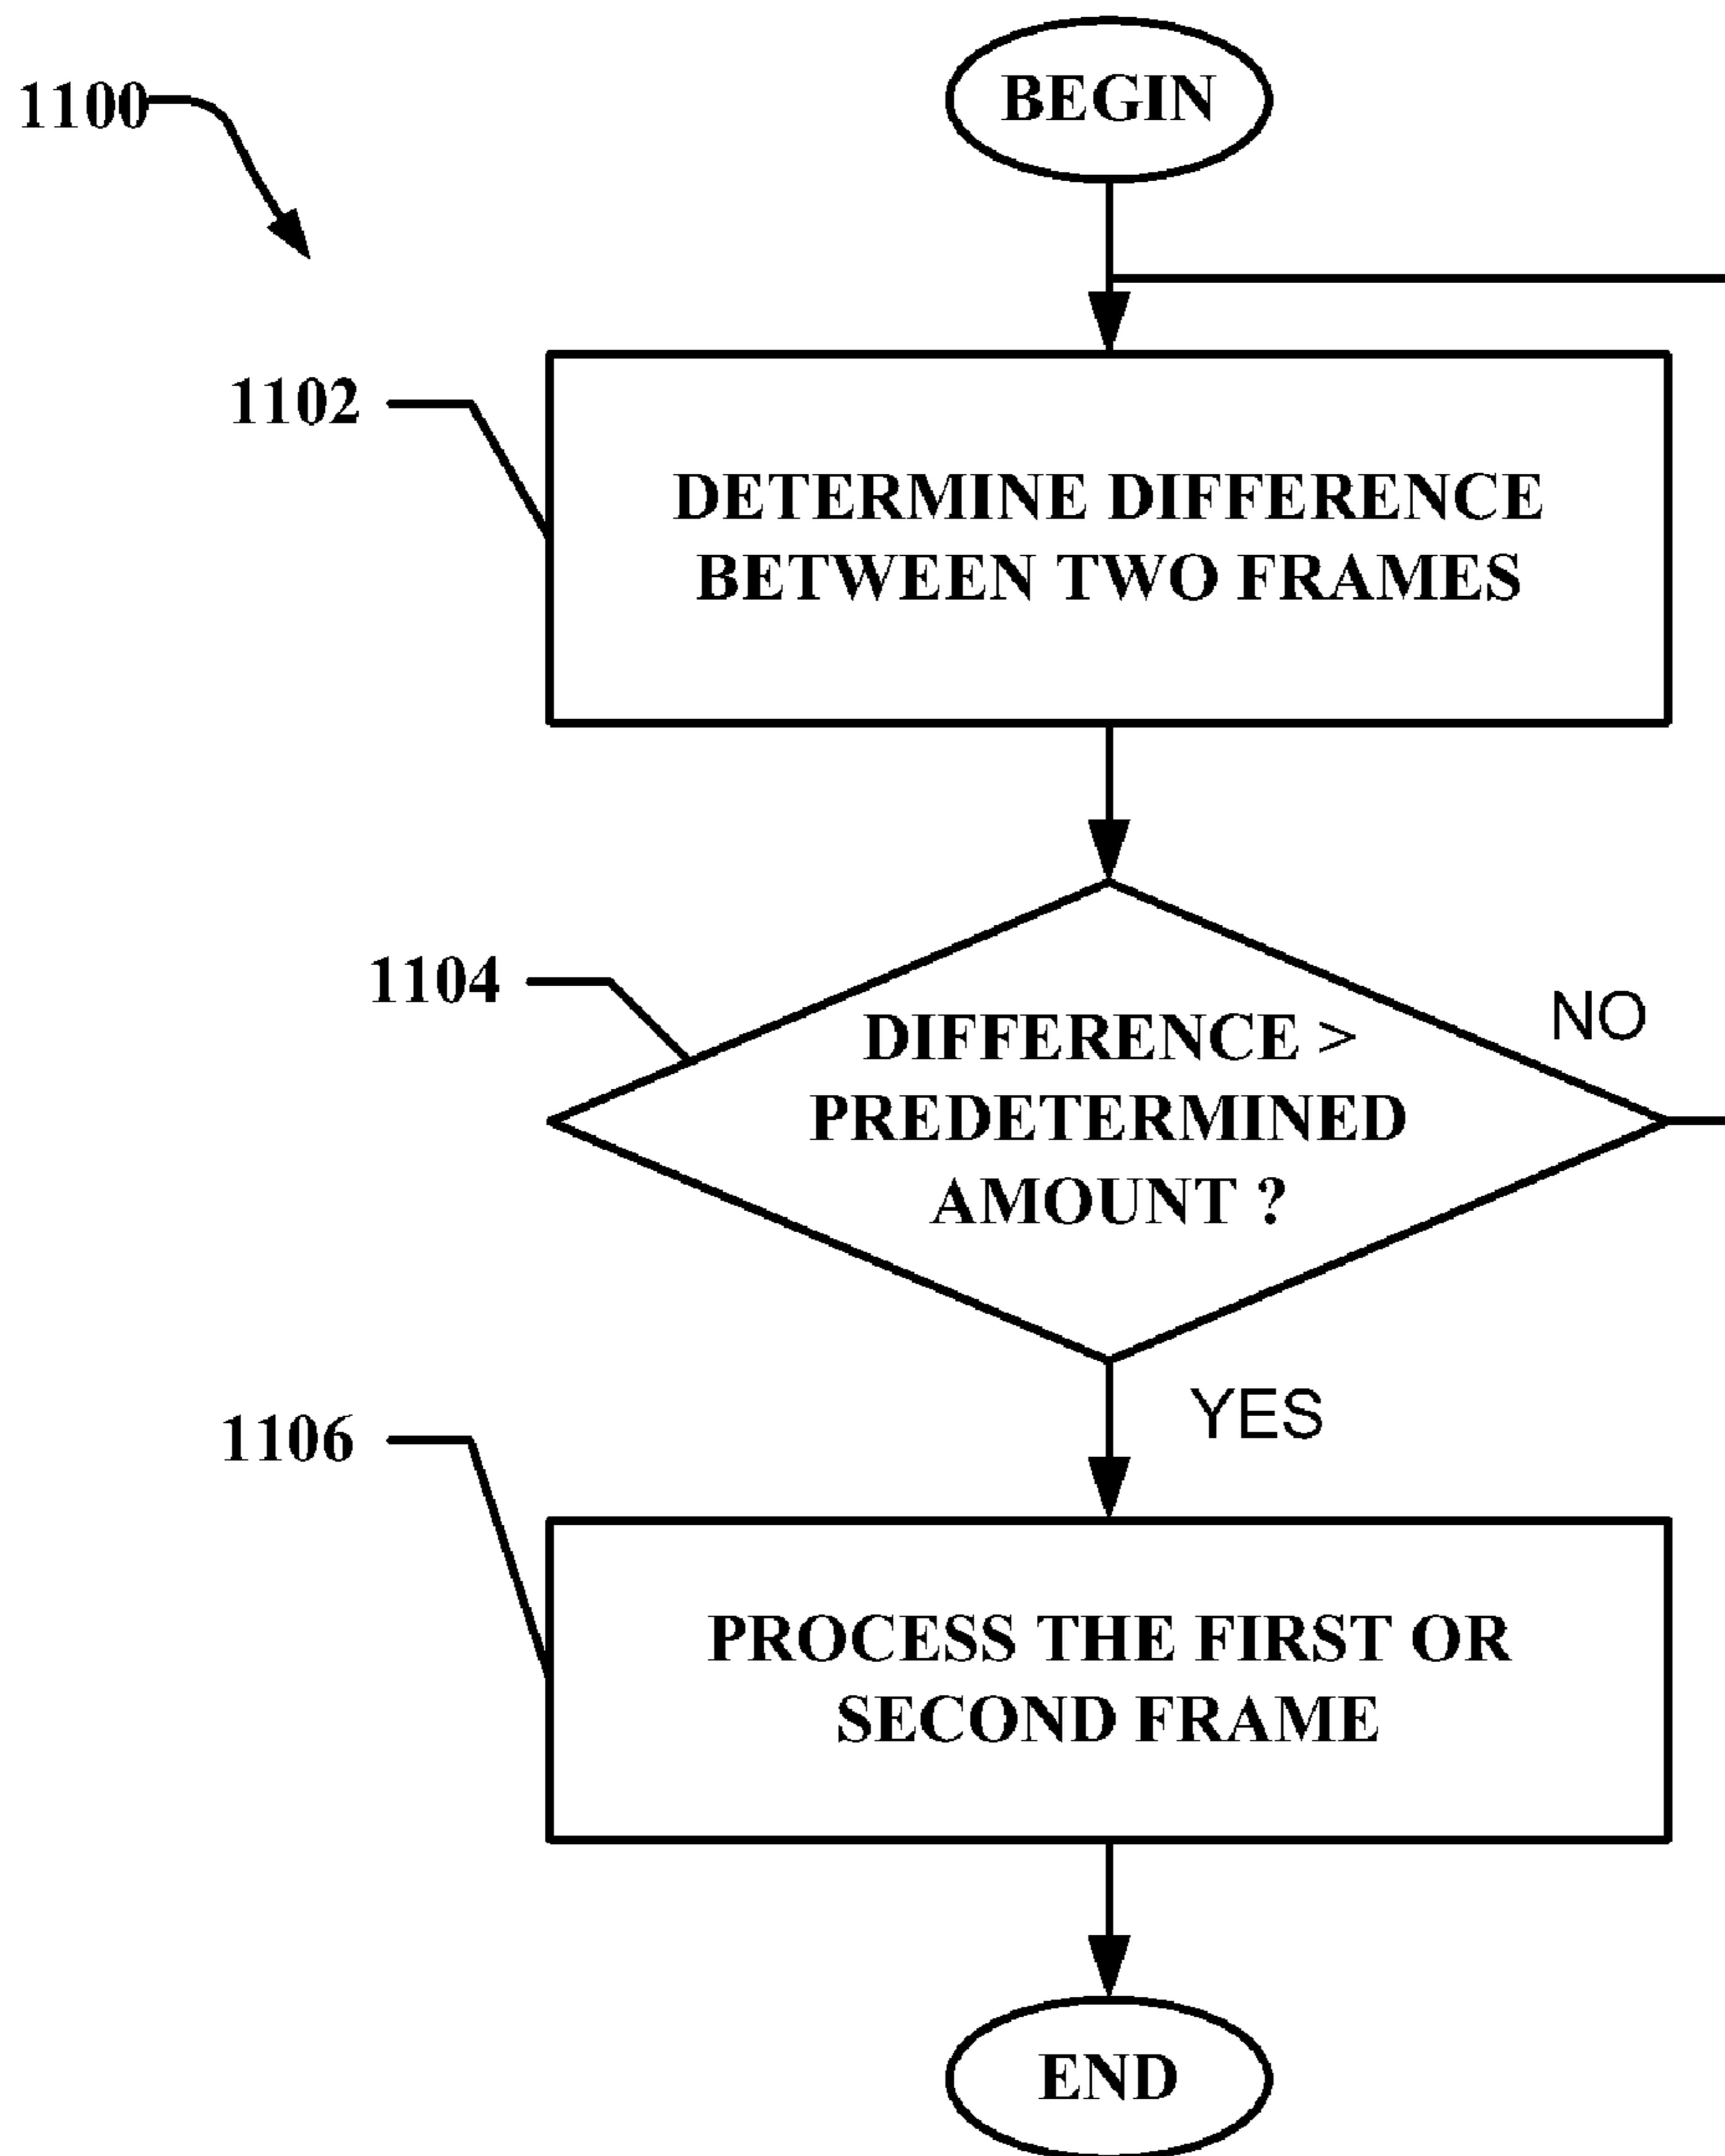 1100
BEGIN
1102
DETERMINE DIFFERENCE
BETWEEN TWO FRAMES
1104
DIFFERENCE >
PREDETERMINED
AMOUNT ?
NO
YES
1106
PROCESS THE FIRST OR
SECOND FRAME
END